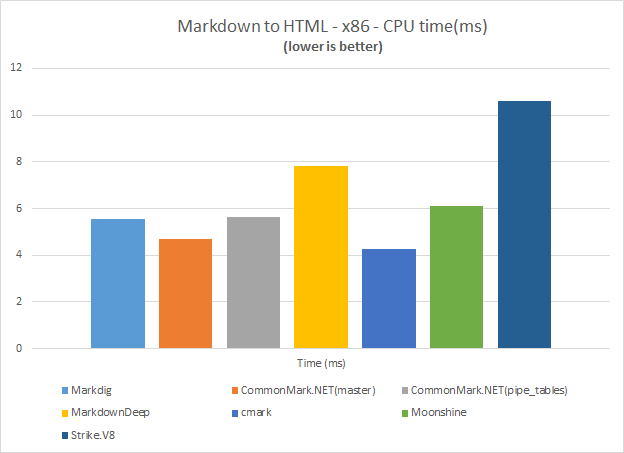 Markdown to HTML - x86 - CPU time(ms)
(lower is better)
12
10
8
6
4
2
0
Time (ms)
Markdig CommonMark.NET(master) CommonMark.NET(pipe_tables)
MarkdownDeep cmark Moonshine
Strike.V8